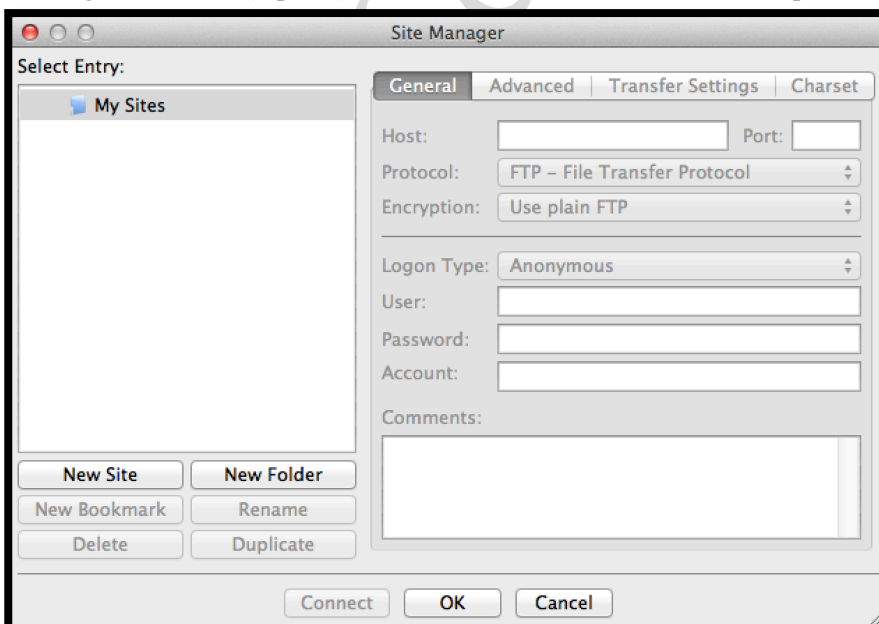 Site Manager
Select Entry:
My Sites
General Advanced Transfer Settings Charset
Host: Port:
Protocol: FTP – File Transfer Protocol
Encryption: Use plain FTP
Logon Type: Anonymous
User:
Password:
Account:
Comments:
New Site New Folder
New Bookmark Rename
Delete Duplicate
Connect OK Cancel